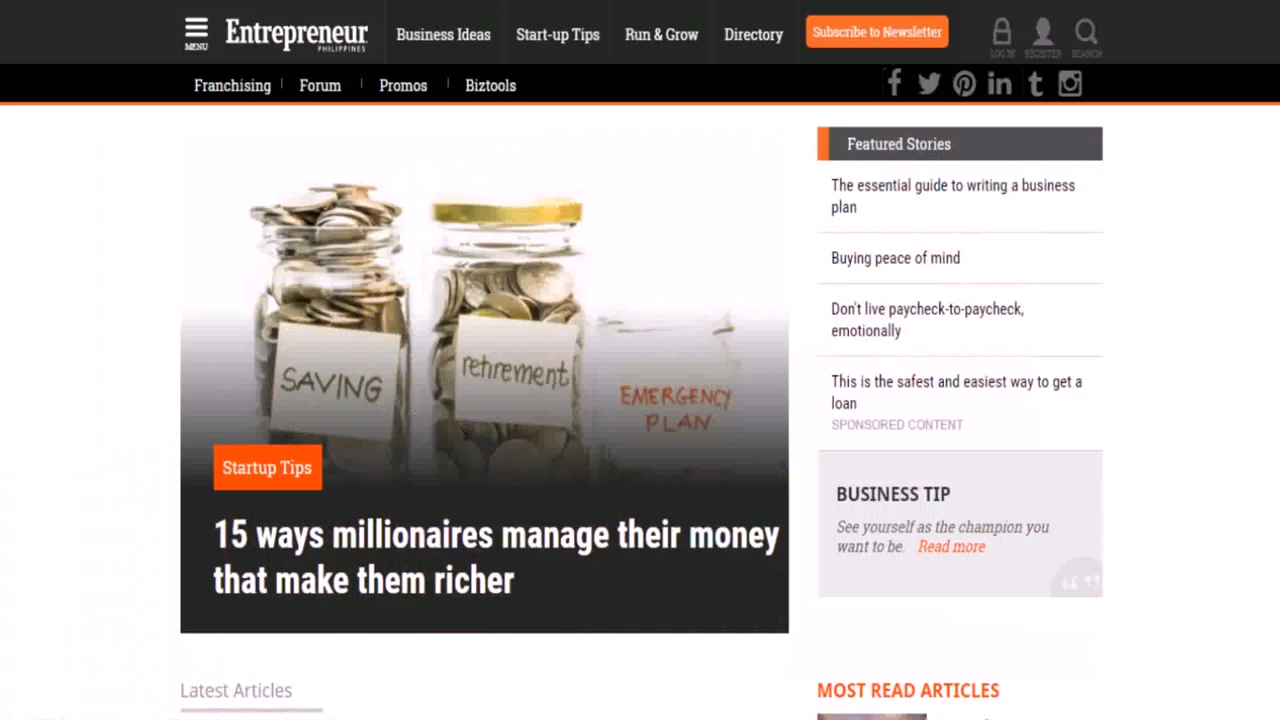 MENU
Entrepreneur
PHILIPPINES
Business Ideas
Start-up Tips
Run & Grow
Directory
Subscribe to Newsletter
LOG IN
REGISTER
SEARCH
Franchising
Forum
Promos
Biztools
Featured Stories
The essential guide to writing a business
plan
Buying peace of mind
Don't live paycheck-to-paycheck,
emotionally
This is the safest and easiest way to get a
loan
SPONSORED CONTENT
SAVING
retirement
EMERGENCY
PLAN
Startup Tips
15 ways millionaires manage their money
that make them richer
BUSINESS TIP
See yourself as the champion you
want to be. Read more
Latest Articles
MOST READ ARTICLES